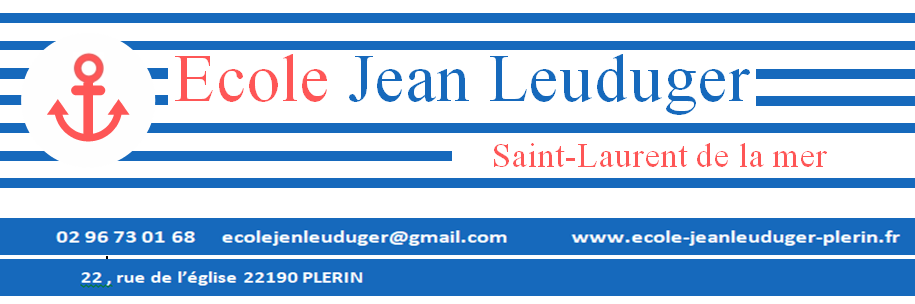 Ecole Jean Leuduger
Saint-Laurent de la mer
02 96 73 01 68 ecolejenleuduger@gmail.com www.ecole-jeanleuduger-plerin.fr
22 , rue de l’église 22190 PLERIN